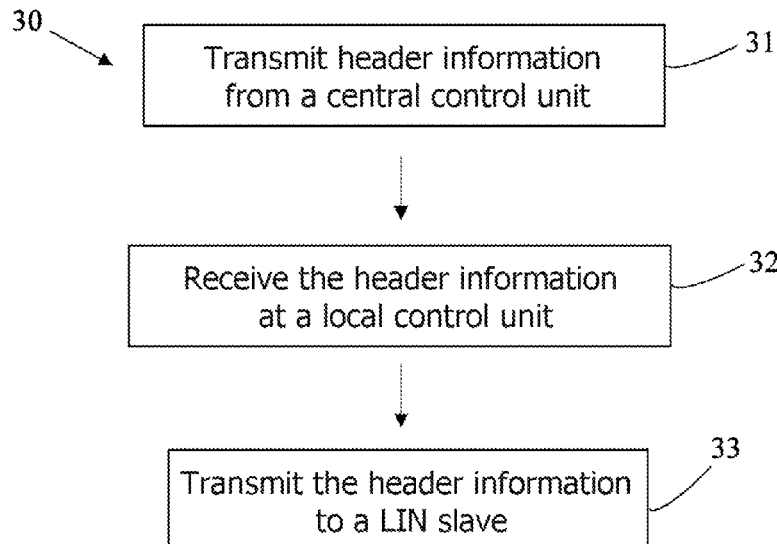 30
Transmit header information
from a central control unit
31
Receive the header information
at a local control unit
32
Transmit the header information
to a LIN slave
33